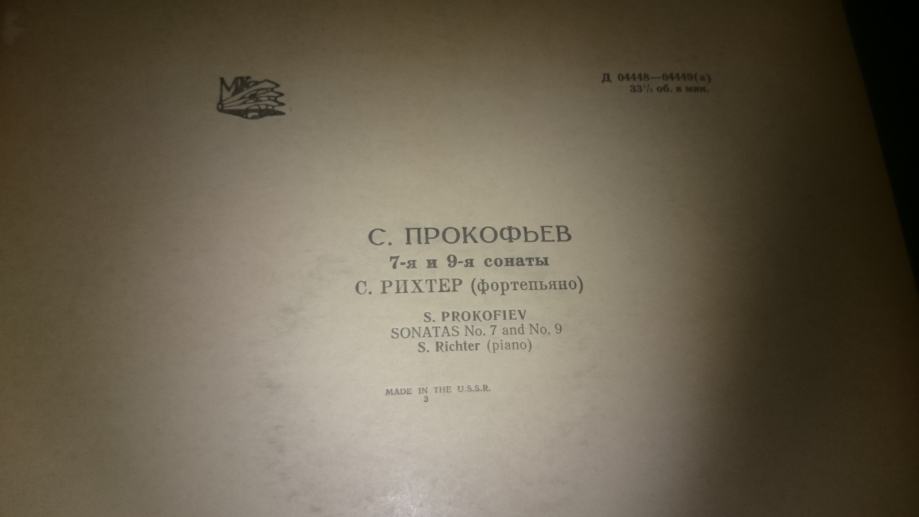 МК
Д 04448—04449(а)
33⅓ об. в мин.
С. ПРОКОФЬЕВ
7-я и 9-я сонаты
С. РИХТЕР (фортепьяно)
S. PROKOFIEV
SONATAS No. 7 and No. 9
S. Richter (piano)
MADE IN THE U.S.S.R.
3